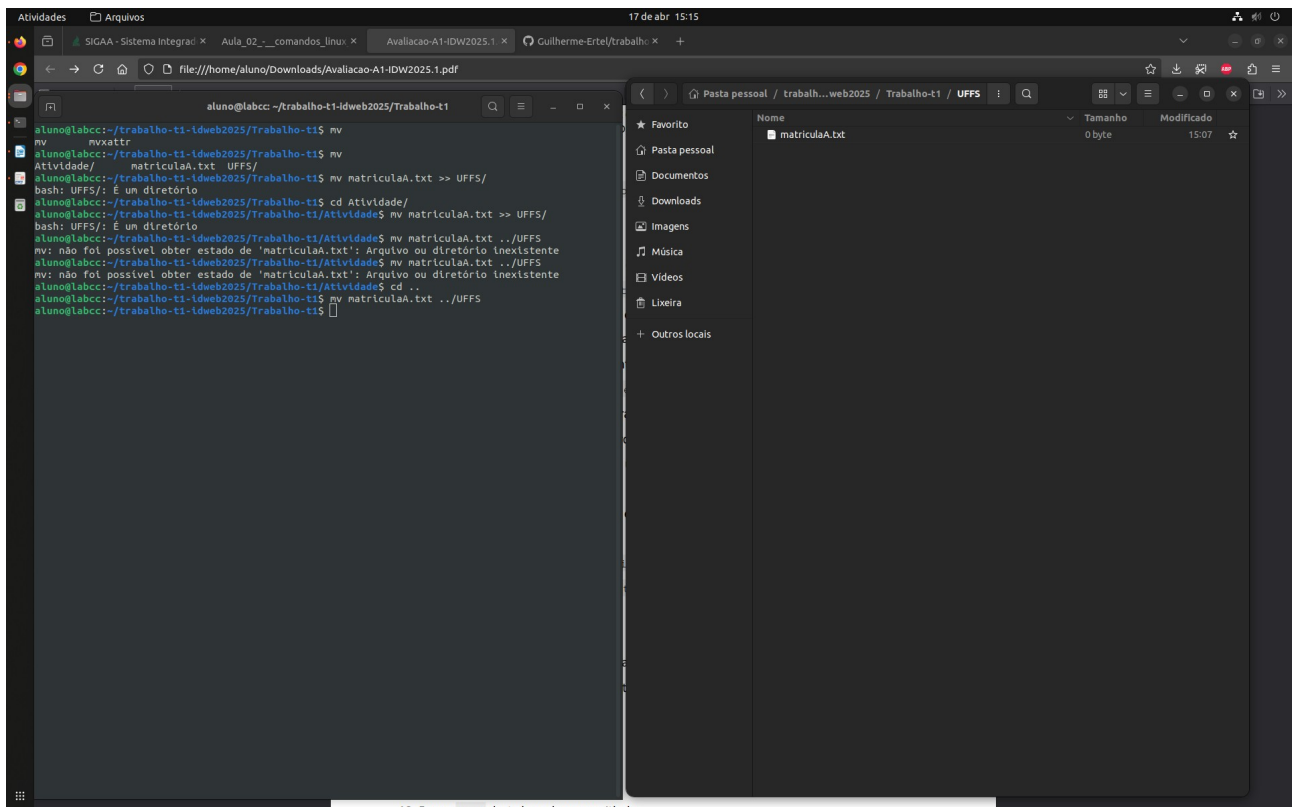 Atividades Arquivos 17 de abr 15:15
SIGAA - Sistema Integrad × Aula_02_-__comandos_linux × Avaliacao-A1-IDW2025.1 × Guilherme-Ertel/trabalho × +
file:///home/aluno/Downloads/Avaliacao-A1-IDW2025.1.pdf
aluno@labcc: ~/trabalho-t1-idweb2025/Trabalho-t1
aluno@labcc:~/trabalho-t1-idweb2025/Trabalho-t1$ mv
mv mvxattr
aluno@labcc:~/trabalho-t1-idweb2025/Trabalho-t1$ mv
Atividade/ matriculaA.txt UFFS/
aluno@labcc:~/trabalho-t1-idweb2025/Trabalho-t1$ mv matriculaA.txt >> UFFS/
bash: UFFS/: É um diretório
aluno@labcc:~/trabalho-t1-idweb2025/Trabalho-t1$ cd Atividade/
aluno@labcc:~/trabalho-t1-idweb2025/Trabalho-t1/Atividade$ mv matriculaA.txt >> UFFS/
bash: UFFS/: É um diretório
aluno@labcc:~/trabalho-t1-idweb2025/Trabalho-t1/Atividade$ mv matriculaA.txt ../UFFS
mv: não foi possível obter estado de 'matriculaA.txt': Arquivo ou diretório inexistente
aluno@labcc:~/trabalho-t1-idweb2025/Trabalho-t1/Atividade$ mv matriculaA.txt ../UFFS
mv: não foi possível obter estado de 'matriculaA.txt': Arquivo ou diretório inexistente
aluno@labcc:~/trabalho-t1-idweb2025/Trabalho-t1/Atividade$ cd ..
aluno@labcc:~/trabalho-t1-idweb2025/Trabalho-t1$ mv matriculaA.txt ../UFFS
aluno@labcc:~/trabalho-t1-idweb2025/Trabalho-t1$
Pasta pessoal / trabalh...web2025 / Trabalho-t1 / UFFS
Favorito
Pasta pessoal
Documentos
Downloads
Imagens
Música
Vídeos
Lixeira
+ Outros locais
Nome Tamanho Modificado
matriculaA.txt 0 byte 15:07